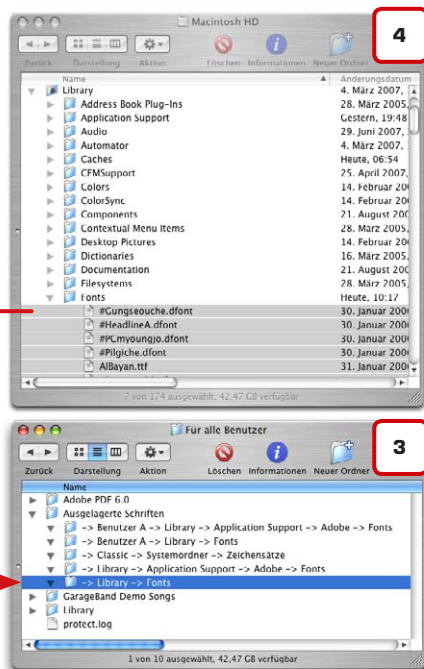 Macintosh HD
4
Zurück Darstellung Aktion Löschen Informationen Neuer Ordner
Name Änderungsdatum
Library 4. März 2007,
Address Book Plug-Ins 28. März 2005,
Application Support Gestern, 19:48
Audio 29. Juni 2007,
Automator 4. März 2007,
Caches Heute, 06:54
CFMSupport 25. April 2007,
Colors 14. Februar 20
ColorSync 14. Februar 20
Components 21. August 200
Contextual Menu Items 28. März 2005,
Desktop Pictures 14. Februar 20
Dictionaries 16. März 2007,
Documentation 21. August 200
Filesystems 28. März 2005,
Fonts Heute, 10:17
#Gungseouche.dfont 30. Januar 200
#HeadlineA.dfont 30. Januar 200
#PCmyoungjo.dfont 30. Januar 200
#Pilgiche.dfont 30. Januar 200
AlBayan.ttf 31. Januar 200
7 von 174 ausgewählt, 42,47 GB verfügbar
Für alle Benutzer
3
Zurück Darstellung Aktion Löschen Informationen Neuer Ordner
Name
Adobe PDF 6.0
Ausgelagerte Schriften
-> Benutzer A -> Library -> Application Support -> Adobe -> Fonts
-> Benutzer A -> Library -> Fonts
-> Classic -> Systemordner -> Zeichensätze
-> Library -> Application Support -> Adobe -> Fonts
-> Library -> Fonts
GarageBand Demo Songs
Library
protect.log
1 von 10 ausgewählt, 42,47 GB verfügbar